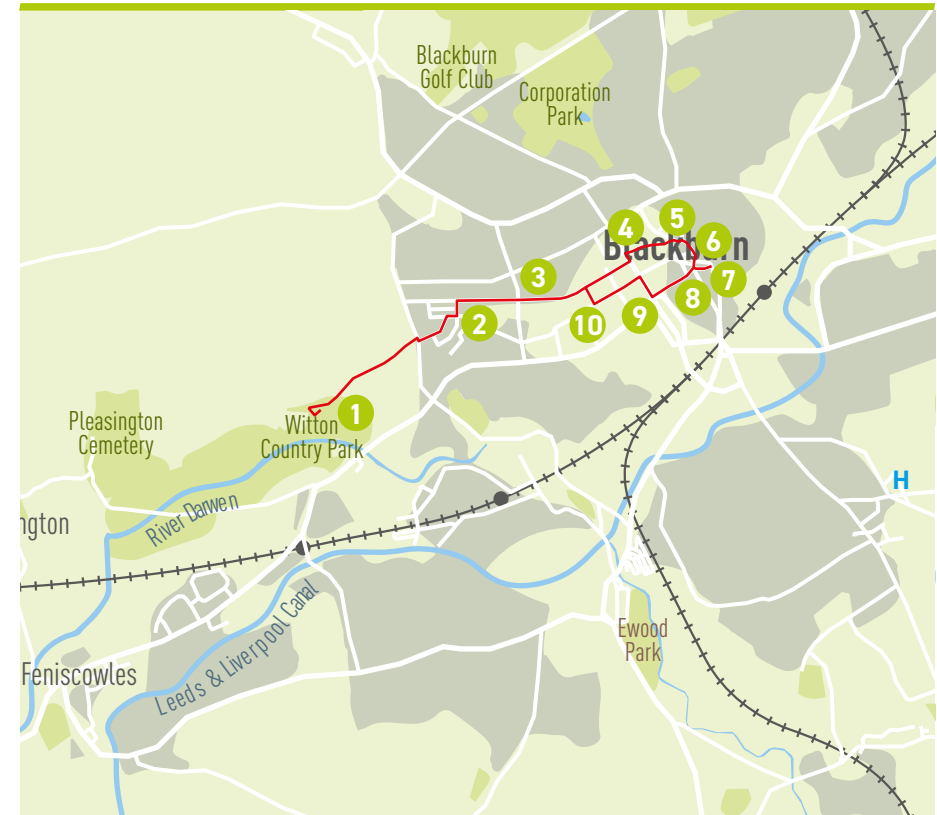 Blackburn
Golf Club
Corporation
Park
4
5
Blackburn
6
3
7
8
2
10
9
1
Witton
Country Park
Pleasington
Cemetery
H
River Darwen
ngton
Leeds & Liverpool Canal
Ewood
Park
Feniscowles